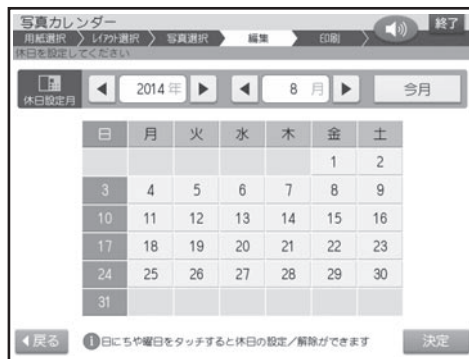 写真カレンダー
終了
用紙選択 レイアウト選択 写真選択 編集 印刷
休日を設定してください
休日設定月 2014年 8月 今月
日 月 火 水 木 金 土
1 2
3 4 5 6 7 8 9
10 11 12 13 14 15 16
17 18 19 20 21 22 23
24 25 26 27 28 29 30
31
戻る 日にちや曜日をタッチすると休日の設定/解除ができます 決定